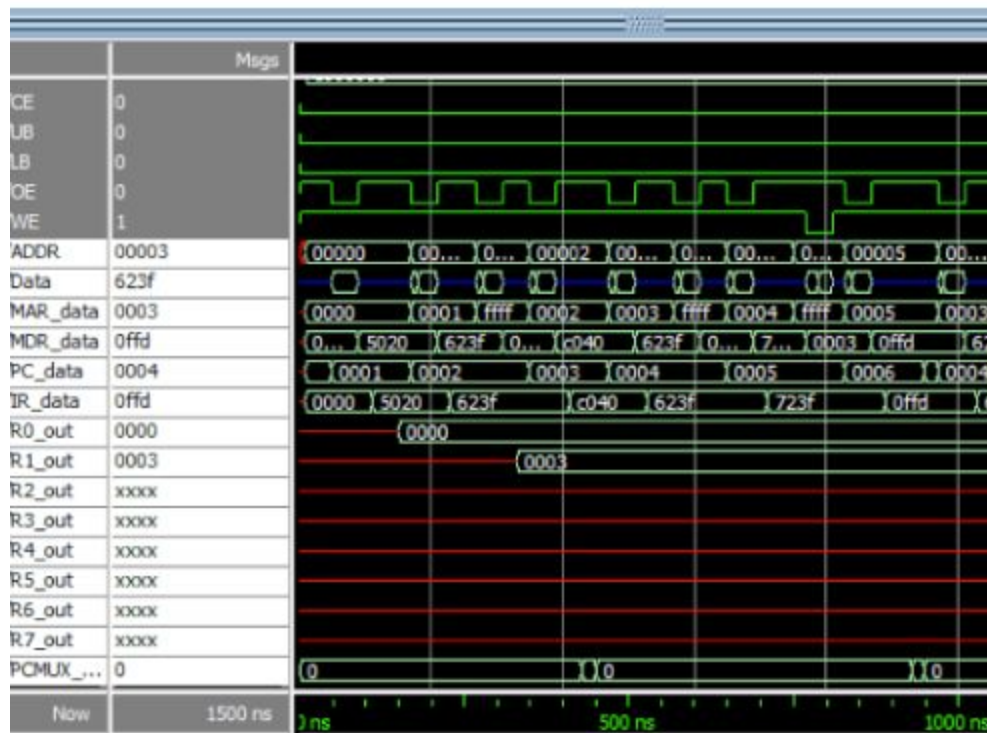 Msgs
CE 0
UB 0
LB 0
OE 0
WE 1
/ADDR 00003 00000 00... 0... 00002 00... 0... 00... 0... 00005 00...
/Data 623f
/MAR_data 0003 0000 0001 ffff 0002 0003 ffff 0004 ffff 0005 0003
/MDR_data 0ffd 0... 5020 623f 0... c040 623f 0... 7... 0003 0ffd 62
/PC_data 0004 0001 0002 0003 0004 0005 0006 0004
/IR_data 0ffd 0000 5020 623f c040 623f 723f 0ffd
/R0_out 0000 0000
/R1_out 0003 0003
/R2_out xxxx
/R3_out xxxx
/R4_out xxxx
/R5_out xxxx
/R6_out xxxx
/R7_out xxxx
/PCMUX_... 0 0 0 0
Now 1500 ns ns 500 ns 1000 ns